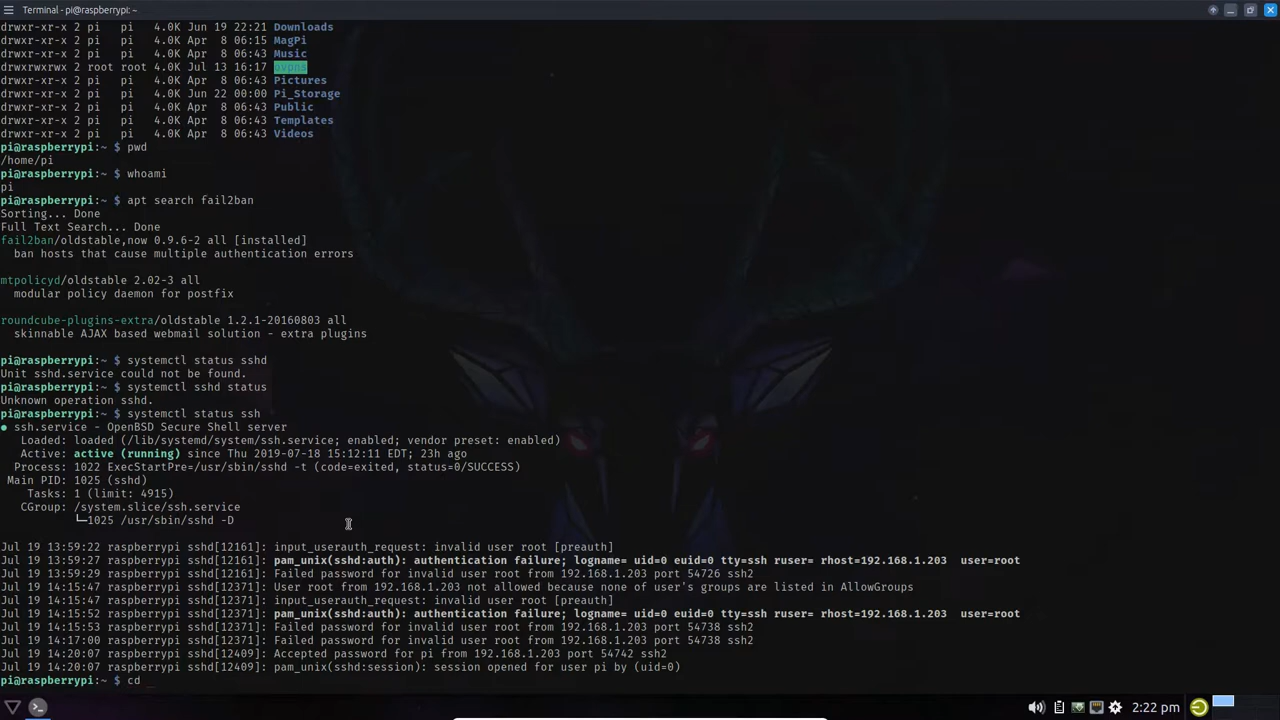 Terminal - pi@raspberrypi: ~
drwxr-xr-x 2 pi   pi   4.0K Jun 19 22:21 Downloads
drwxr-xr-x 2 pi   pi   4.0K Apr  8 06:15 MagPi
drwxr-xr-x 2 pi   pi   4.0K Apr  8 06:43 Music
drwxrwxrwx 2 root root 4.0K Jul 13 16:17 ovpns
drwxr-xr-x 2 pi   pi   4.0K Apr  8 06:43 Pictures
drwxr-xr-x 2 pi   pi   4.0K Jun 22 00:00 Pi_Storage
drwxr-xr-x 2 pi   pi   4.0K Apr  8 06:43 Public
drwxr-xr-x 2 pi   pi   4.0K Apr  8 06:43 Templates
drwxr-xr-x 2 pi   pi   4.0K Apr  8 06:43 Videos
pi@raspberrypi:~ $ pwd
/home/pi
pi@raspberrypi:~ $ whoami
pi
pi@raspberrypi:~ $ apt search fail2ban
Sorting... Done
Full Text Search... Done
fail2ban/oldstable,now 0.9.6-2 all [installed]
  ban hosts that cause multiple authentication errors
mtpolicyd/oldstable 2.02-3 all
  modular policy daemon for postfix
roundcube-plugins-extra/oldstable 1.2.1-20160803 all
  skinnable AJAX based webmail solution - extra plugins
pi@raspberrypi:~ $ systemctl status sshd
Unit sshd.service could not be found.
pi@raspberrypi:~ $ systemctl sshd status
Unknown operation sshd.
pi@raspberrypi:~ $ systemctl status ssh
● ssh.service - OpenBSD Secure Shell server
   Loaded: loaded (/lib/systemd/system/ssh.service; enabled; vendor preset: enabled)
   Active: active (running) since Thu 2019-07-18 15:12:11 EDT; 23h ago
  Process: 1022 ExecStartPre=/usr/sbin/sshd -t (code=exited, status=0/SUCCESS)
 Main PID: 1025 (sshd)
    Tasks: 1 (limit: 4915)
   CGroup: /system.slice/ssh.service
           └─1025 /usr/sbin/sshd -D
Jul 19 13:59:22 raspberrypi sshd[12161]: input_userauth_request: invalid user root [preauth]
Jul 19 13:59:27 raspberrypi sshd[12161]: pam_unix(sshd:auth): authentication failure; logname= uid=0 euid=0 tty=ssh ruser= rhost=192.168.1.203  user=root
Jul 19 13:59:29 raspberrypi sshd[12161]: Failed password for invalid user root from 192.168.1.203 port 54726 ssh2
Jul 19 14:15:47 raspberrypi sshd[12371]: User root from 192.168.1.203 not allowed because none of user's groups are listed in AllowGroups
Jul 19 14:15:47 raspberrypi sshd[12371]: input_userauth_request: invalid user root [preauth]
Jul 19 14:15:52 raspberrypi sshd[12371]: pam_unix(sshd:auth): authentication failure; logname= uid=0 euid=0 tty=ssh ruser= rhost=192.168.1.203  user=root
Jul 19 14:15:53 raspberrypi sshd[12371]: Failed password for invalid user root from 192.168.1.203 port 54738 ssh2
Jul 19 14:17:00 raspberrypi sshd[12371]: Failed password for invalid user root from 192.168.1.203 port 54738 ssh2
Jul 19 14:20:07 raspberrypi sshd[12409]: Accepted password for pi from 192.168.1.203 port 54742 ssh2
Jul 19 14:20:07 raspberrypi sshd[12409]: pam_unix(sshd:session): session opened for user pi by (uid=0)
pi@raspberrypi:~ $ cd _
2:22 pm